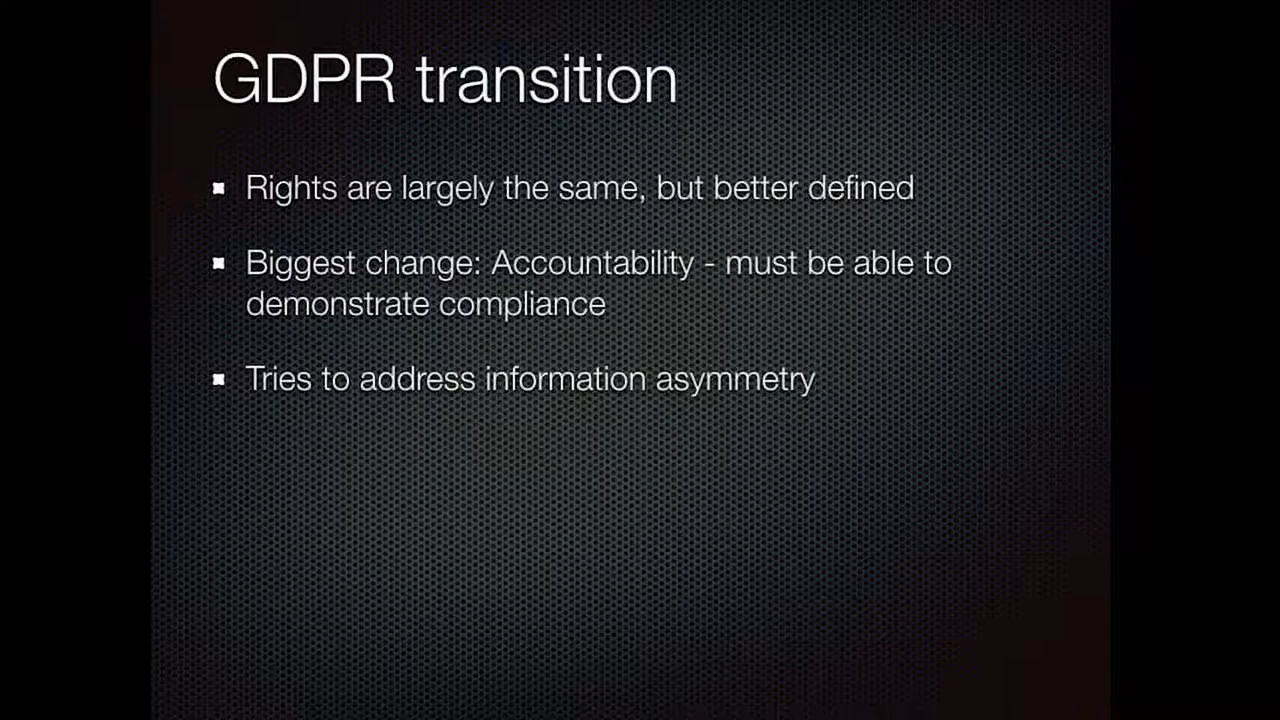 GDPR transition
Rights are largely the same, but better defined
Biggest change: Accountability - must be able to
demonstrate compliance
Tries to address information asymmetry